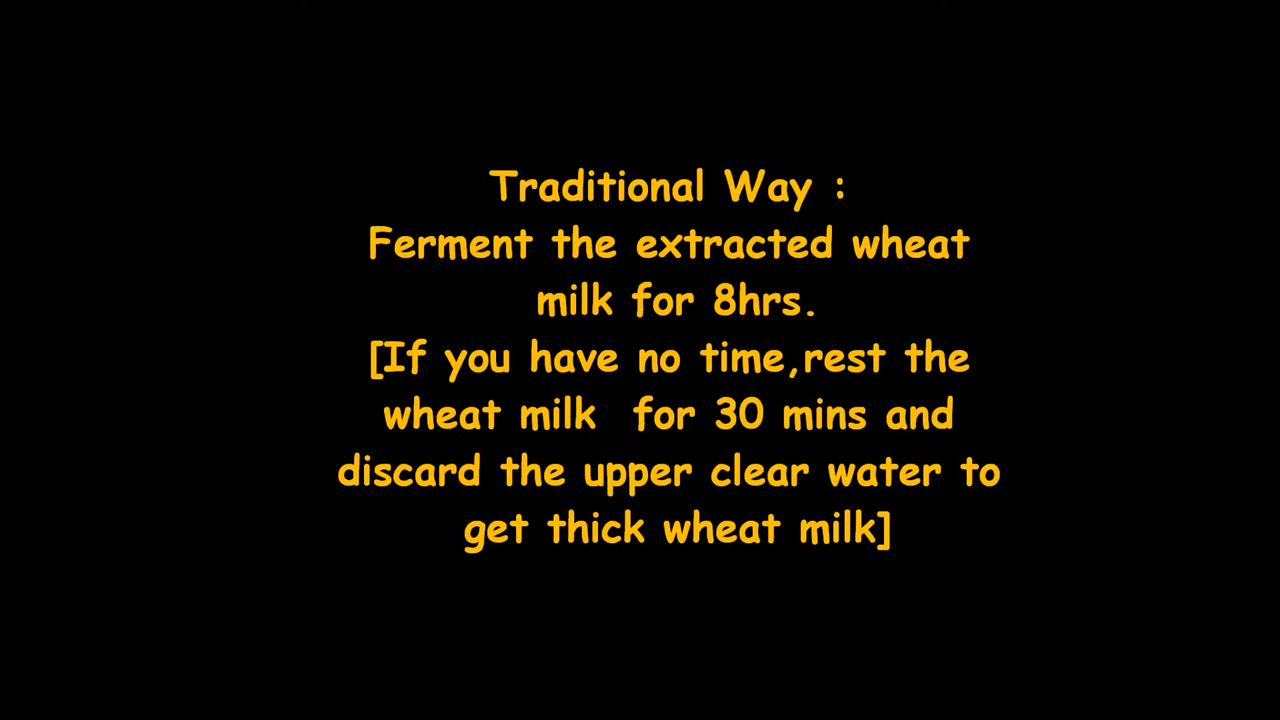 Traditional Way :
Ferment the extracted wheat
milk for 8hrs.
[If you have no time,rest the
wheat milk  for 30 mins and
discard the upper clear water to
get thick wheat milk]